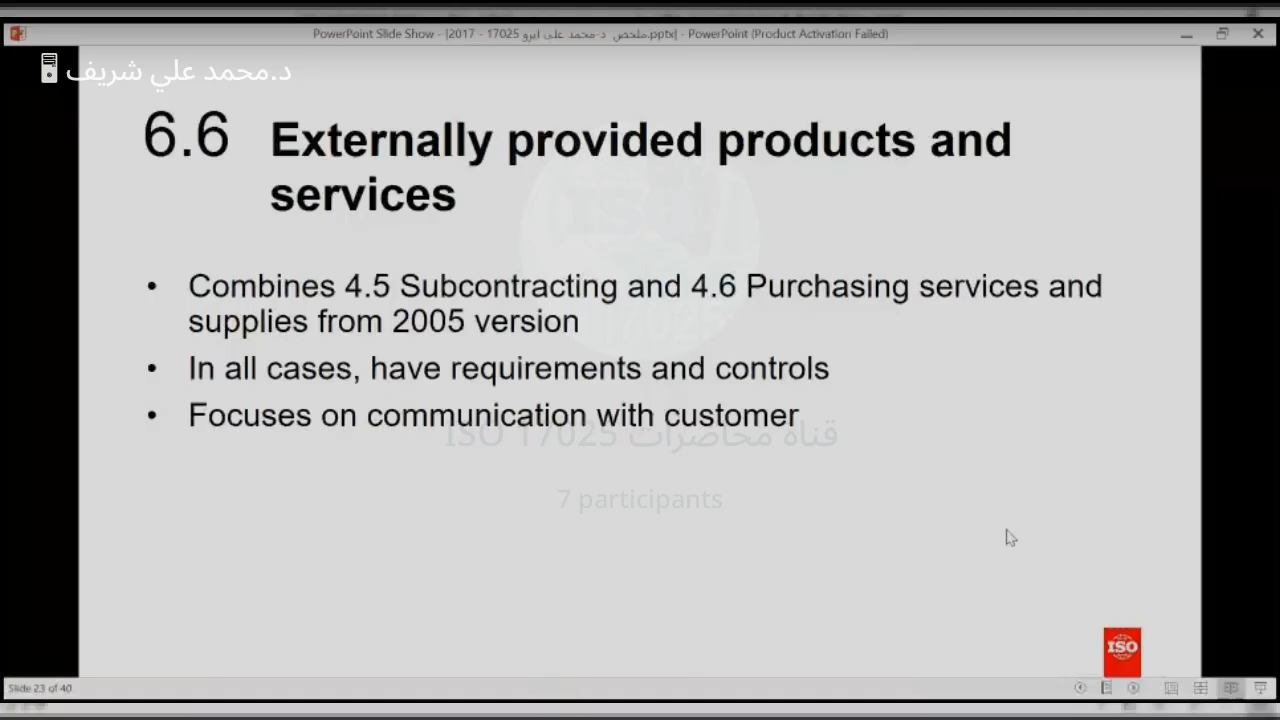 PowerPoint Slide Show - [2017 - 17025 ملخص د-محمد على ايرو.pptx] - PowerPoint (Product Activation Failed)
د.محمد علي شريف
6.6 Externally provided products and
services
• Combines 4.5 Subcontracting and 4.6 Purchasing services and
supplies from 2005 version
• In all cases, have requirements and controls
• Focuses on communication with customer
قناه محاضرات ISO 17025
7 participants
ISO
Slide 23 of 40